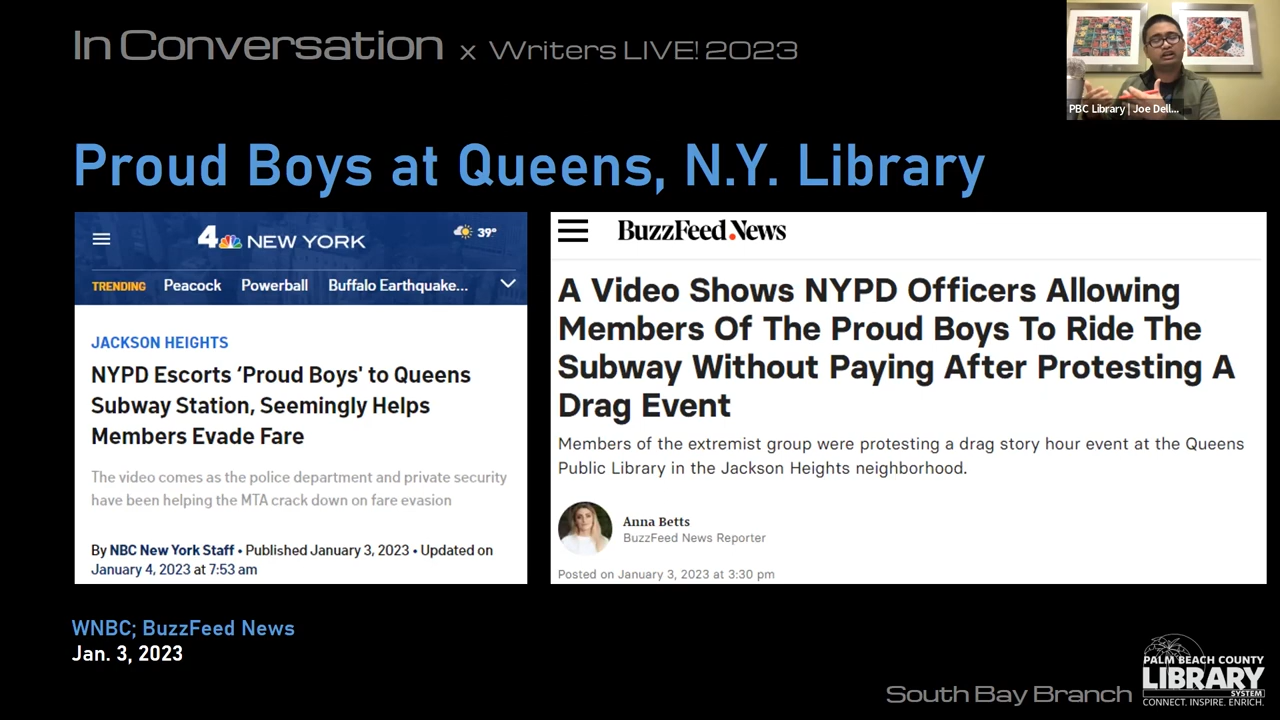 In Conversation x Writers LIVE! 2023
PBC Library | Joe Dell...
Proud Boys at Queens, N.Y. Library
4 NEW YORK
39°
TRENDING Peacock Powerball Buffalo Earthquake...
JACKSON HEIGHTS
NYPD Escorts ‘Proud Boys' to Queens
Subway Station, Seemingly Helps
Members Evade Fare
The video comes as the police department and private security
have been helping the MTA crack down on fare evasion
By NBC New York Staff • Published January 3, 2023 • Updated on
January 4, 2023 at 7:53 am
BuzzFeed News
A Video Shows NYPD Officers Allowing
Members Of The Proud Boys To Ride The
Subway Without Paying After Protesting A
Drag Event
Members of the extremist group were protesting a drag story hour event at the Queens
Public Library in the Jackson Heights neighborhood.
Anna Betts
BuzzFeed News Reporter
Posted on January 3, 2023 at 3:30 pm
WNBC; BuzzFeed News
Jan. 3, 2023
South Bay Branch
PALM BEACH COUNTY
LIBRARY
SYSTEM
CONNECT. INSPIRE. ENRICH.